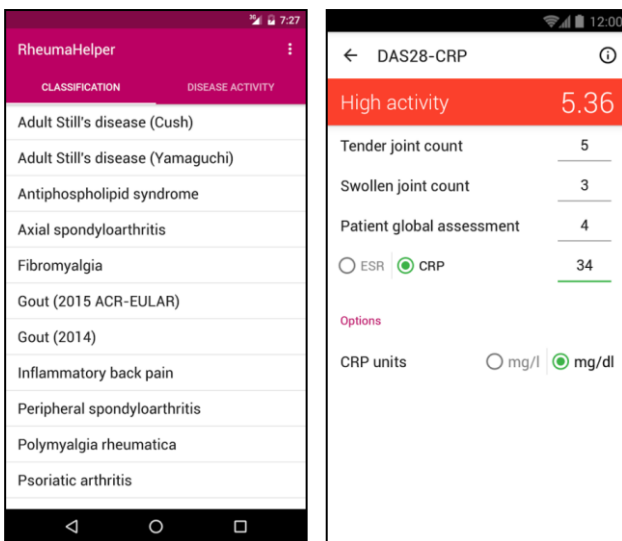 7:27
RheumaHelper
CLASSIFICATION DISEASE ACTIVITY
Adult Still's disease (Cush)
Adult Still's disease (Yamaguchi)
Antiphospholipid syndrome
Axial spondyloarthritis
Fibromyalgia
Gout (2015 ACR-EULAR)
Gout (2014)
Inflammatory back pain
Peripheral spondyloarthritis
Polymyalgia rheumatica
Psoriatic arthritis
12:00
DAS28-CRP
High activity 5.36
Tender joint count 5
Swollen joint count 3
Patient global assessment 4
ESR CRP 34
Options
CRP units mg/l mg/dl